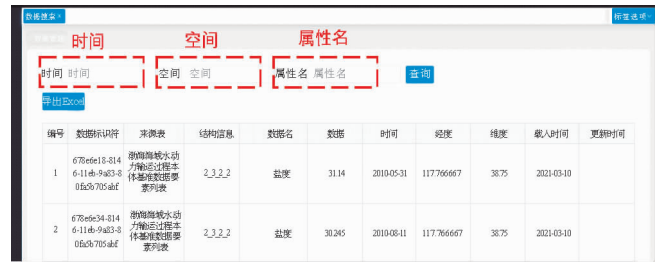 数据搜索×
标签选项
时间 空间 属性名
时间 时间 空间 空间 属性名 属性名 查询
导出Excel
编号 数据标识符 来源表 结构信息 数据名 数据 时间 经度 维度 载入时间 更新时间
1 678e6e18-814 6-11eb-9a83-8 0fa5b705abf 渤海海域水动 力输运过程本 体基准数据要 素列表 2_3_2_2 盐度 31.14 2010-05-31 117.766667 38.75 2021-03-10
2 678e6e34-814 6-11eb-9a83-8 0fa5b705abf 渤海海域水动 力输运过程本 体基准数据要 素列表 2_3_2_2 盐度 30.245 2010-08-11 117.766667 38.75 2021-03-10